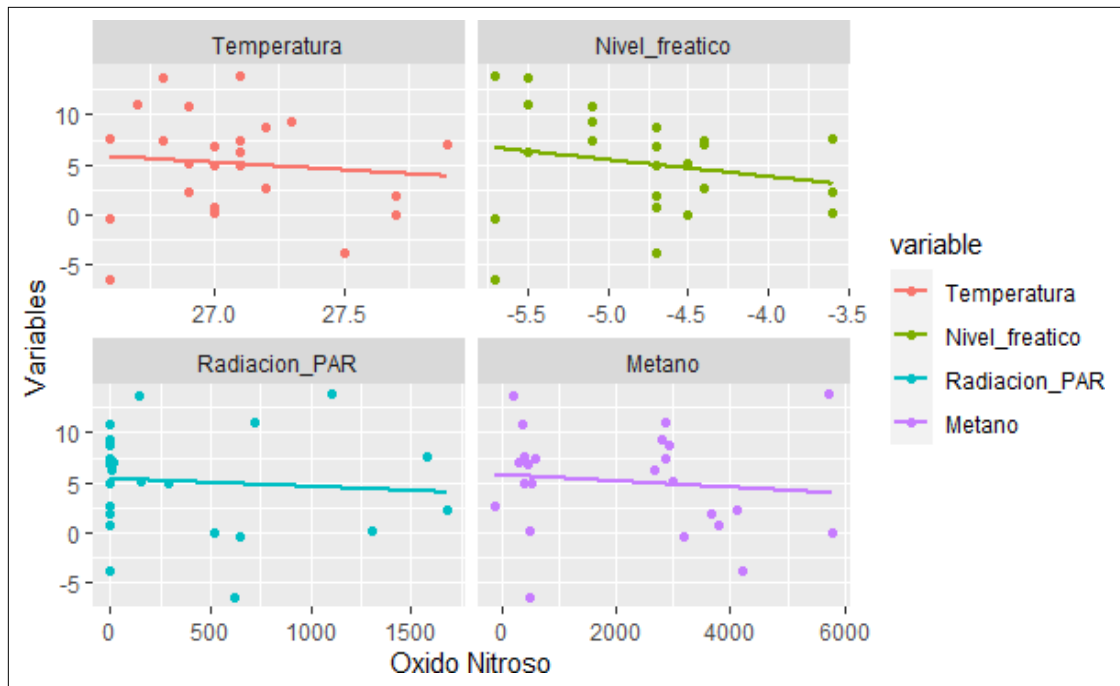 Temperatura
Nivel_freatico
10
5
0
-5
27.0
27.5
-5.5
-5.0
-4.5
-4.0
-3.5
Variables
Radiacion_PAR
Metano
10
5
0
-5
0
500
1000
1500
0
2000
4000
6000
Oxido Nitroso
variable
Temperatura
Nivel_freatico
Radiacion_PAR
Metano